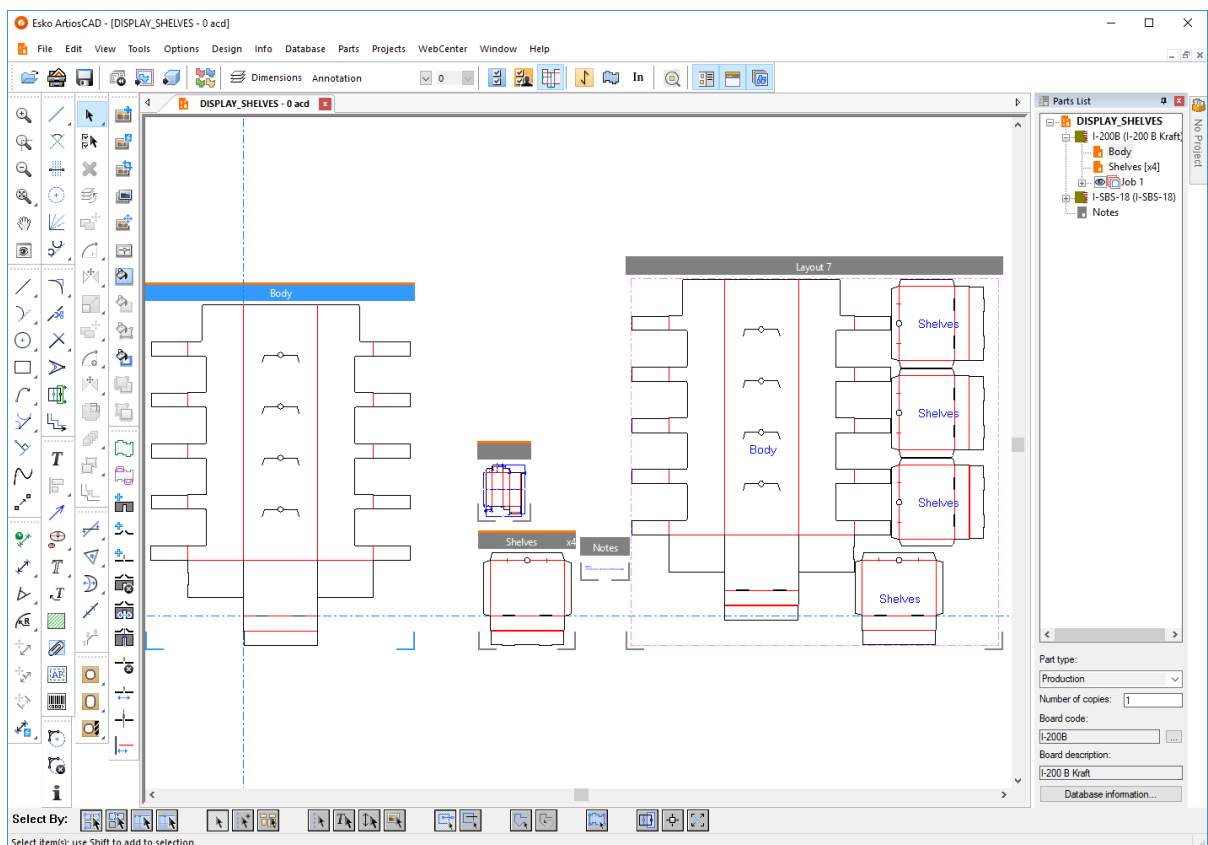 Esko ArtiosCAD - [DISPLAY_SHELVES - 0 acd]
File Edit View Tools Options Design Info Database Parts Projects WebCenter Window Help
Dimensions Annotation 0 In
DISPLAY_SHELVES - 0 acd
Parts List
No Project
DISPLAY_SHELVES
I-200B (I-200 B Kraft)
Body
Shelves [x4]
Job 1
I-SBS-18 (I-SBS-18)
Notes
Layout 7
Body
Shelves
Shelves
Body
Shelves
Shelves x4
Notes
Shelves
Part type:
Production
Number of copies: 1
Board code:
I-200B ...
Board description:
I-200 B Kraft
Database information...
Select By:
Select item(s); use Shift to add to selection